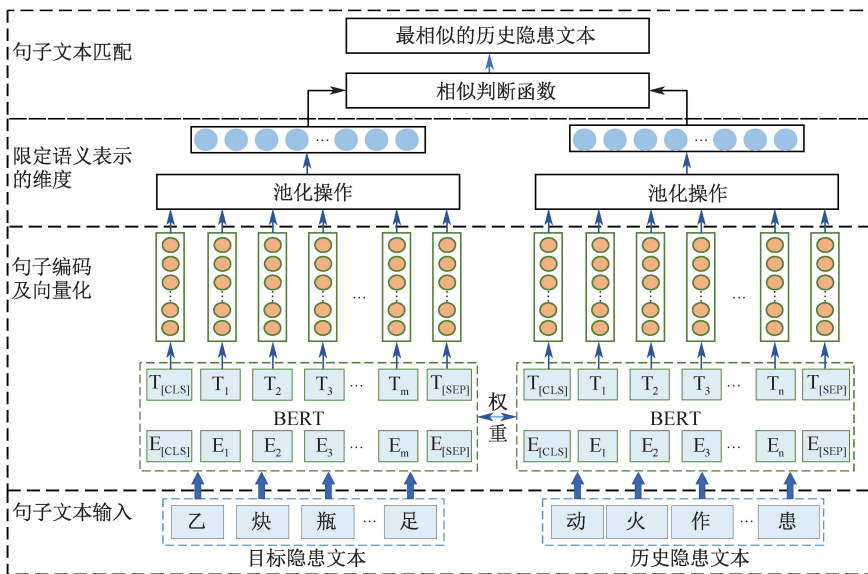 最相似的历史隐患文本
句子文本匹配
相似判断函数
限定语义表示
的维度
… …
池化操作 池化操作
句子编码
及向量化
… …
T[CLS] T1 T2 T3 … Tm T[SEP] T[CLS] T1 T2 T3 … Tn T[SEP]
BERT 权重 BERT
E[CLS] E1 E2 E3 … Em E[SEP] E[CLS] E1 E2 E3 … En E[SEP]
句子文本输入
乙 炔 瓶 … 足 动 火 作 … 患
目标隐患文本 历史隐患文本